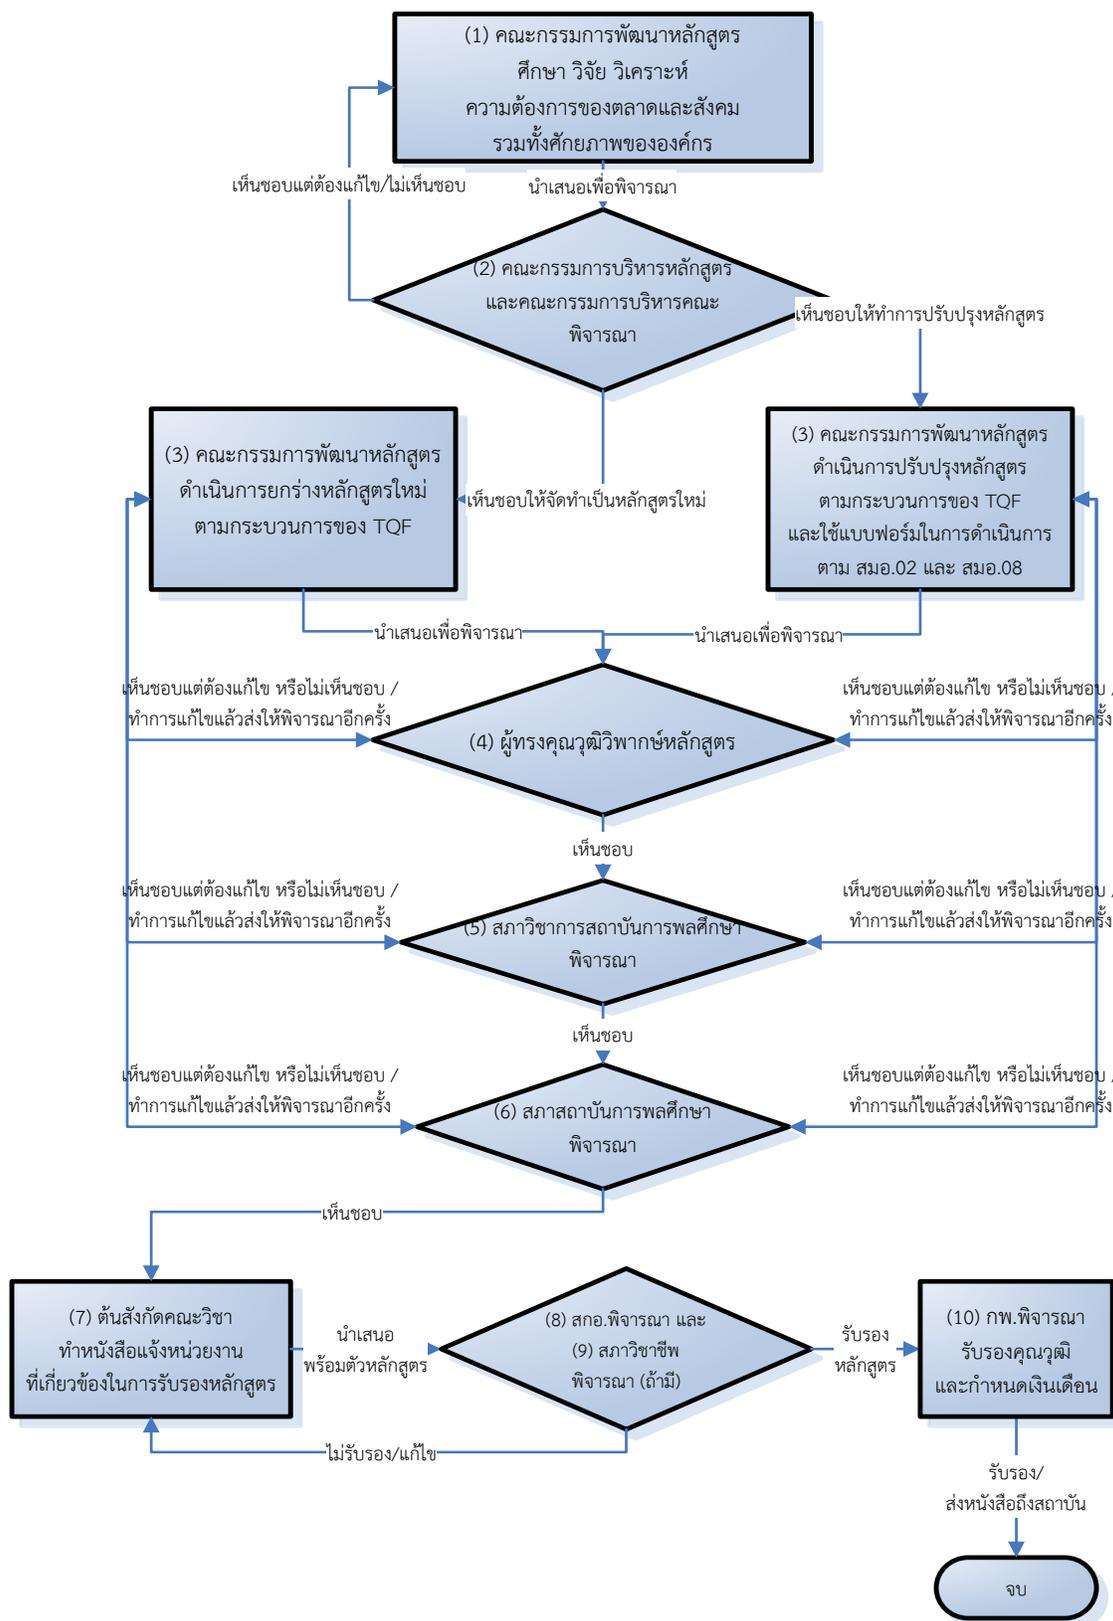 (1) คณะกรรมการพัฒนาหลักสูตร
ศึกษา วิจัย วิเคราะห์
ความต้องการของตลาดและสังคม
รวมทั้งศักยภาพขององค์กร
เห็นชอบแต่ต้องแก้ไข/ไม่เห็นชอบ
นำเสนอเพื่อพิจารณา
(2) คณะกรรมการบริหารหลักสูตร
และคณะกรรมการบริหารคณะ
พิจารณา
เห็นชอบให้ทำการปรับปรุงหลักสูตร
(3) คณะกรรมการพัฒนาหลักสูตร
ดำเนินการยกร่างหลักสูตรใหม่
ตามกระบวนการของ TQF
เห็นชอบให้จัดทำเป็นหลักสูตรใหม่
(3) คณะกรรมการพัฒนาหลักสูตร
ดำเนินการปรับปรุงหลักสูตร
ตามกระบวนการของ TQF
และใช้แบบฟอร์มในการดำเนินการ
ตาม สมอ.02 และ สมอ.08
นำเสนอเพื่อพิจารณา
นำเสนอเพื่อพิจารณา
เห็นชอบแต่ต้องแก้ไข หรือไม่เห็นชอบ /
ทำการแก้ไขแล้วส่งให้พิจารณาอีกครั้ง
(4) ผู้ทรงคุณวุฒิวิพากษ์หลักสูตร
เห็นชอบแต่ต้องแก้ไข หรือไม่เห็นชอบ /
ทำการแก้ไขแล้วส่งให้พิจารณาอีกครั้ง
เห็นชอบ
เห็นชอบแต่ต้องแก้ไข หรือไม่เห็นชอบ /
ทำการแก้ไขแล้วส่งให้พิจารณาอีกครั้ง
(5) สภาวิชาการสถาบันการพลศึกษา
พิจารณา
เห็นชอบแต่ต้องแก้ไข หรือไม่เห็นชอบ /
ทำการแก้ไขแล้วส่งให้พิจารณาอีกครั้ง
เห็นชอบ
เห็นชอบแต่ต้องแก้ไข หรือไม่เห็นชอบ /
ทำการแก้ไขแล้วส่งให้พิจารณาอีกครั้ง
(6) สภาสถาบันการพลศึกษา
พิจารณา
เห็นชอบแต่ต้องแก้ไข หรือไม่เห็นชอบ /
ทำการแก้ไขแล้วส่งให้พิจารณาอีกครั้ง
เห็นชอบ
(7) ต้นสังกัดคณะวิชา
ทำหนังสือแจ้งหน่วยงาน
ที่เกี่ยวข้องในการรับรองหลักสูตร
นำเสนอ
พร้อมตัวหลักสูตร
(8) สกอ.พิจารณา และ
(9) สภาวิชาชีพ
พิจารณา (ถ้ามี)
รับรอง
หลักสูตร
(10) กพ.พิจารณา
รับรองคุณวุฒิ
และกำหนดเงินเดือน
ไม่รับรอง/แก้ไข
รับรอง/
ส่งหนังสือถึงสถาบัน
จบ